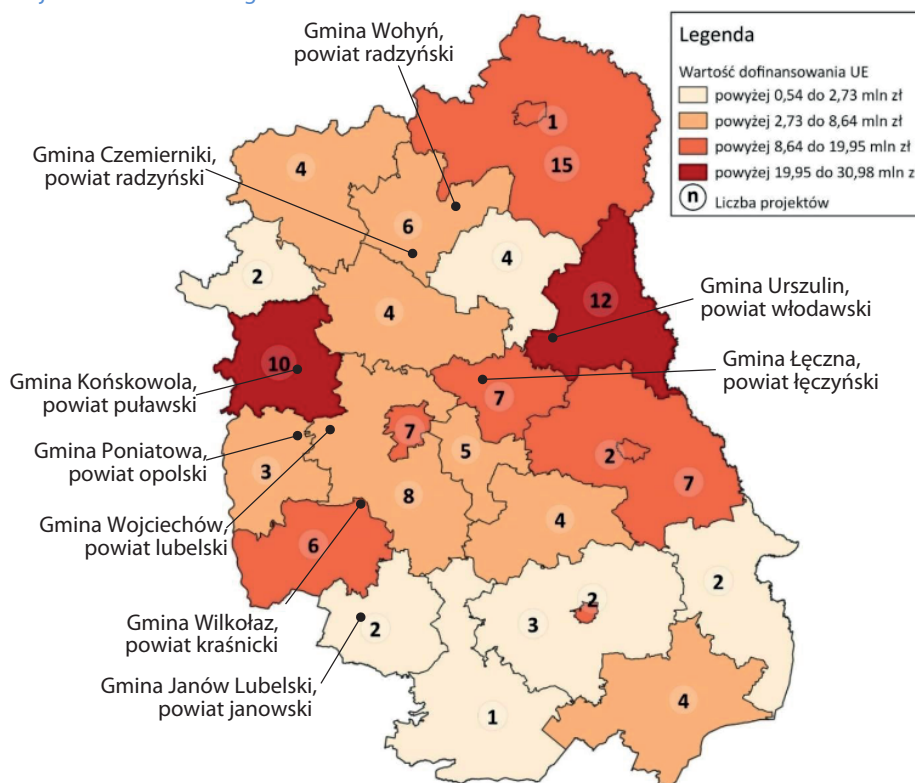 Gmina Wohyń,
powiat radzyński
Legenda
Wartość dofinansowania UE
powyżej 0,54 do 2,73 mln zł
powyżej 2,73 do 8,64 mln zł
powyżej 8,64 do 19,95 mln zł
powyżej 19,95 do 30,98 mln z
n Liczba projektów
Gmina Czemierniki,
powiat radzyński
1
15
4
6
4
2
12
4
Gmina Urszulin,
powiat włodawski
10
Gmina Końskowola,
powiat puławski
Gmina Łęczna,
powiat łęczyński
7
7
5
2
Gmina Poniatowa,
powiat opolski
3
8
7
4
Gmina Wojciechów,
powiat lubelski
6
2
2
3
Gmina Wilkołaz,
powiat kraśnicki
2
Gmina Janów Lubelski,
powiat janowski
4
1